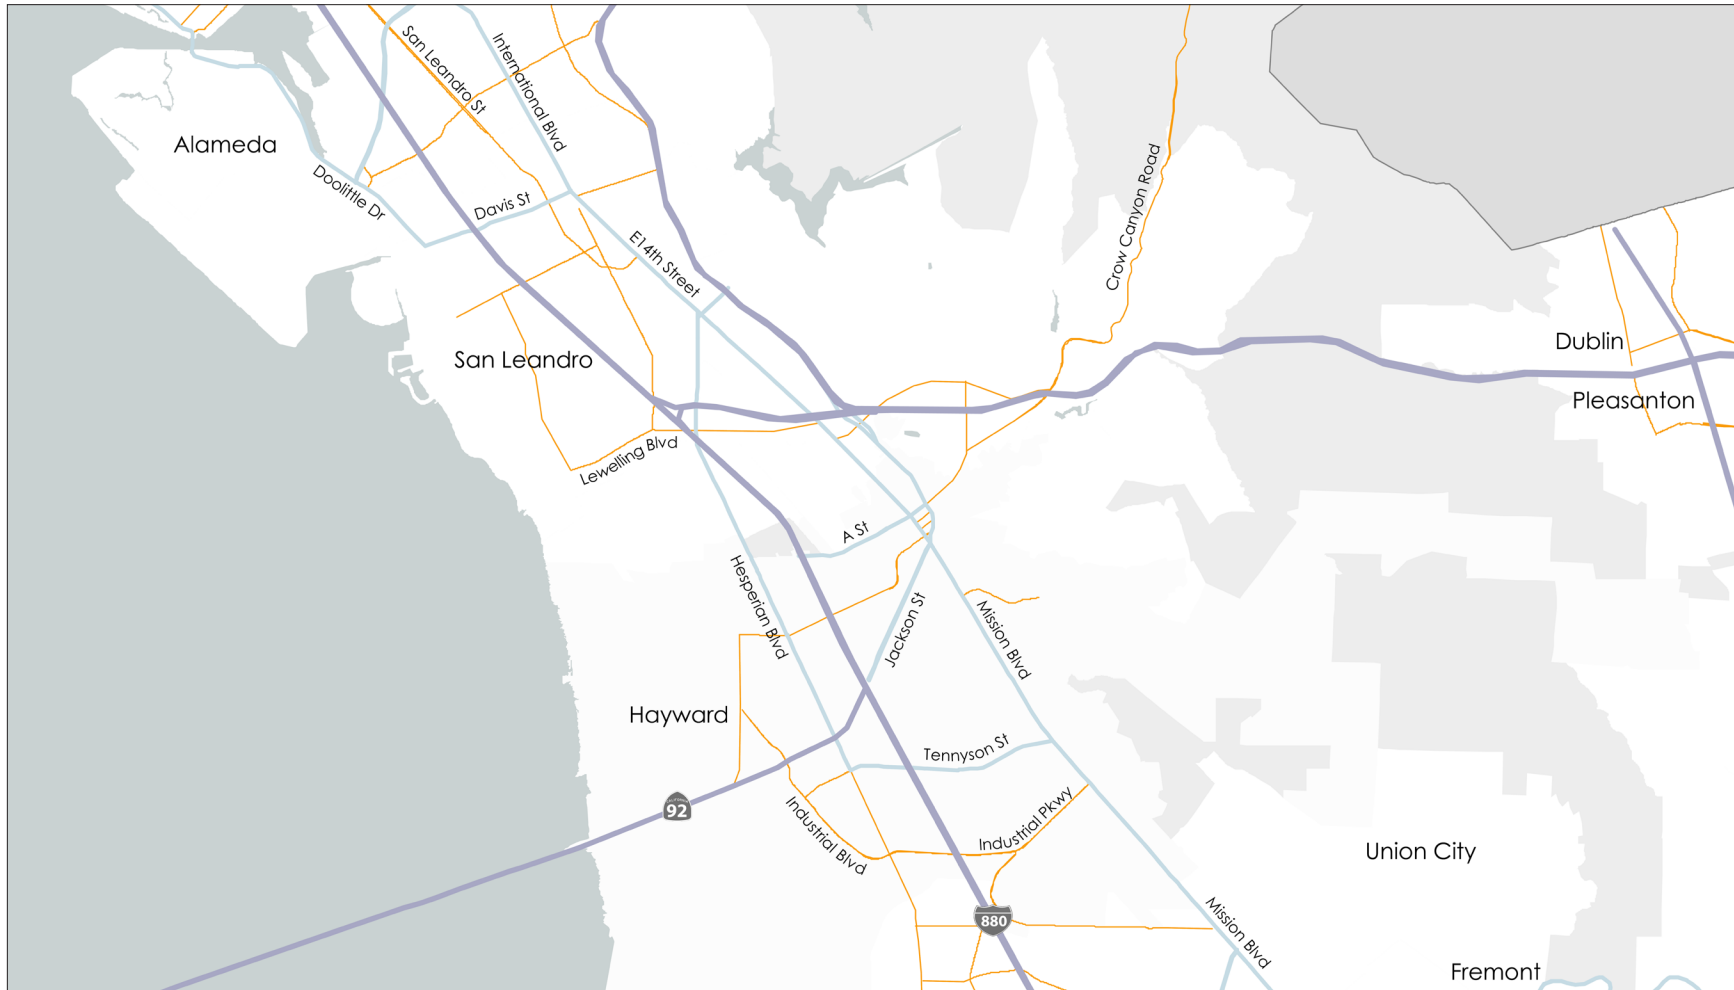 San Leandro St
International Blvd
Alameda
Doolittle Dr
Davis St
Crow Canyon Road
E14th Street
San Leandro
Dublin
Pleasanton
Lewelling Blvd
A St
Hesperian Blvd
Jackson St
Mission Blvd
Hayward
Tennyson St
CALIFORNIA
92
Industrial Blvd
Industrial Pkwy
Union City
880
Mission Blvd
Fremont